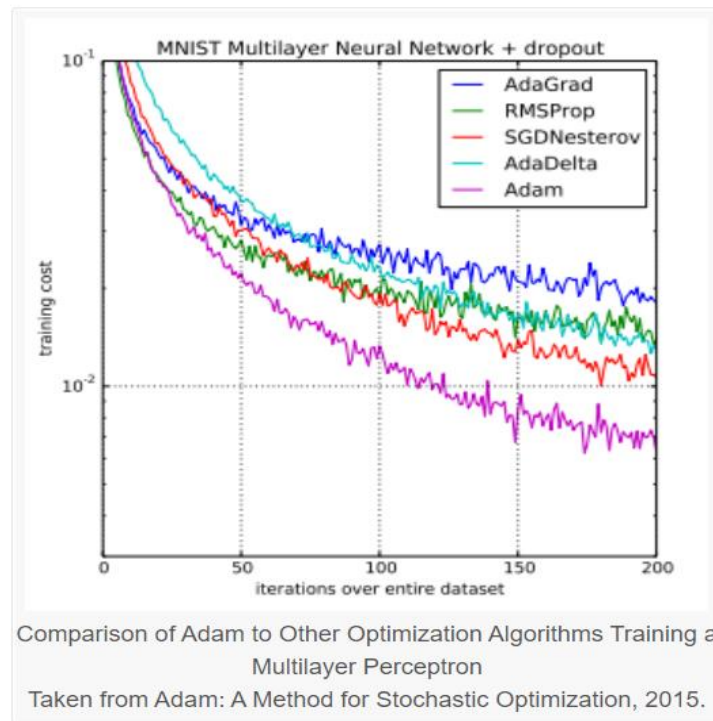 MNIST Multilayer Neural Network + dropout
10^-1
AdaGrad
RMSProp
SGDNesterov
AdaDelta
Adam
training cost
10^-2
0 50 100 150 200
iterations over entire dataset
Comparison of Adam to Other Optimization Algorithms Training a
Multilayer Perceptron
Taken from Adam: A Method for Stochastic Optimization, 2015.